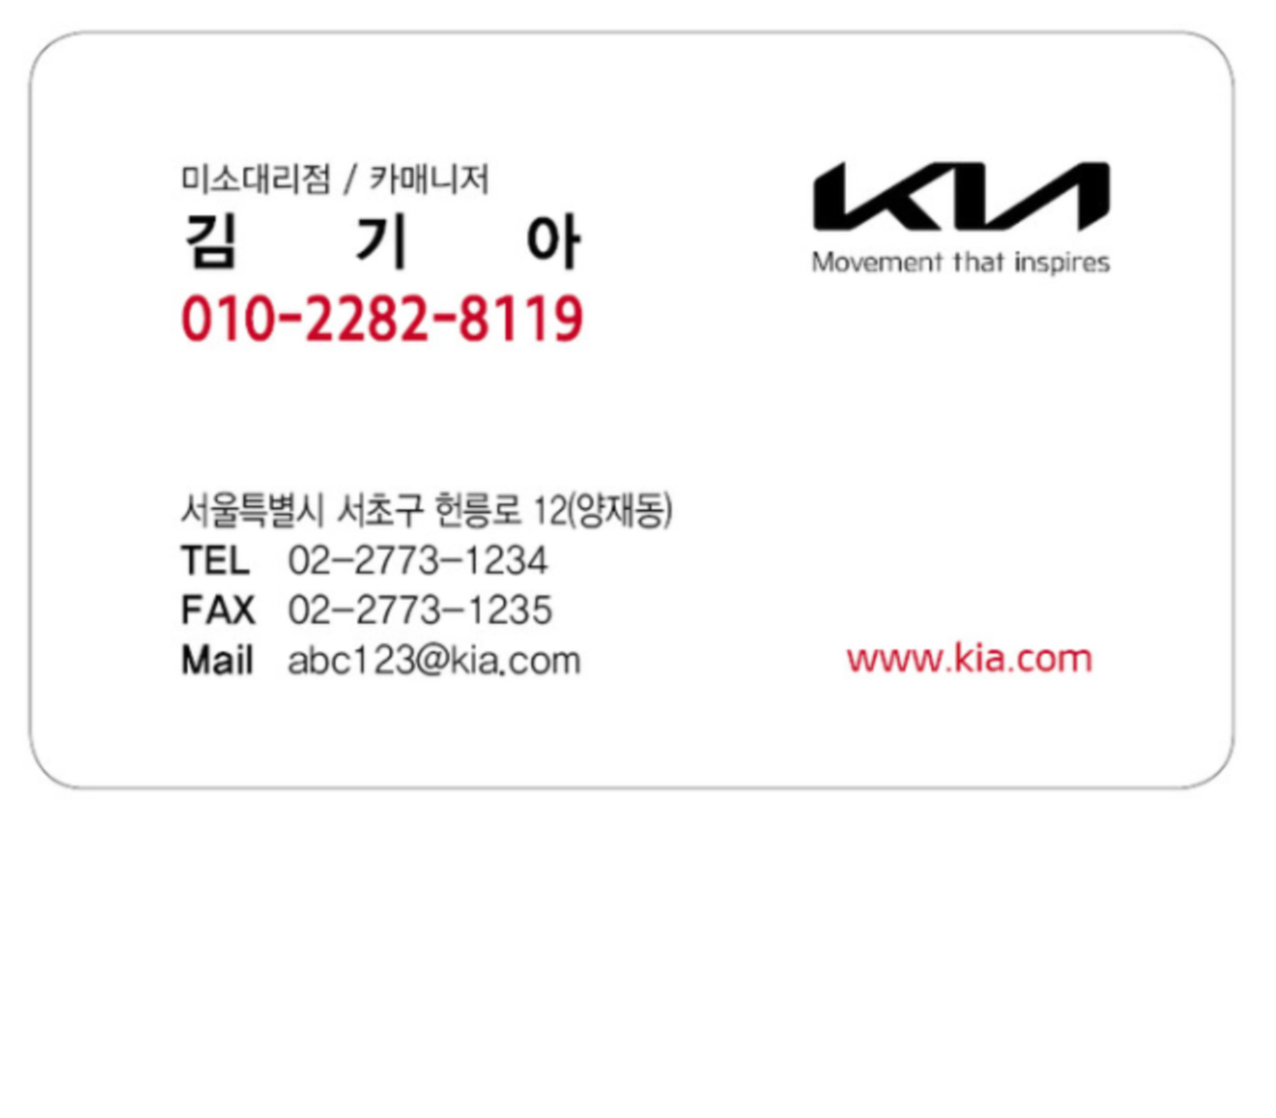 미소대리점 / 카매니저
김 기 아
010-2282-8119
KIA
Movement that inspires
서울특별시 서초구 헌릉로 12(양재동)
TEL 02-2773-1234
FAX 02-2773-1235
Mail abc123@kia.com
www.kia.com